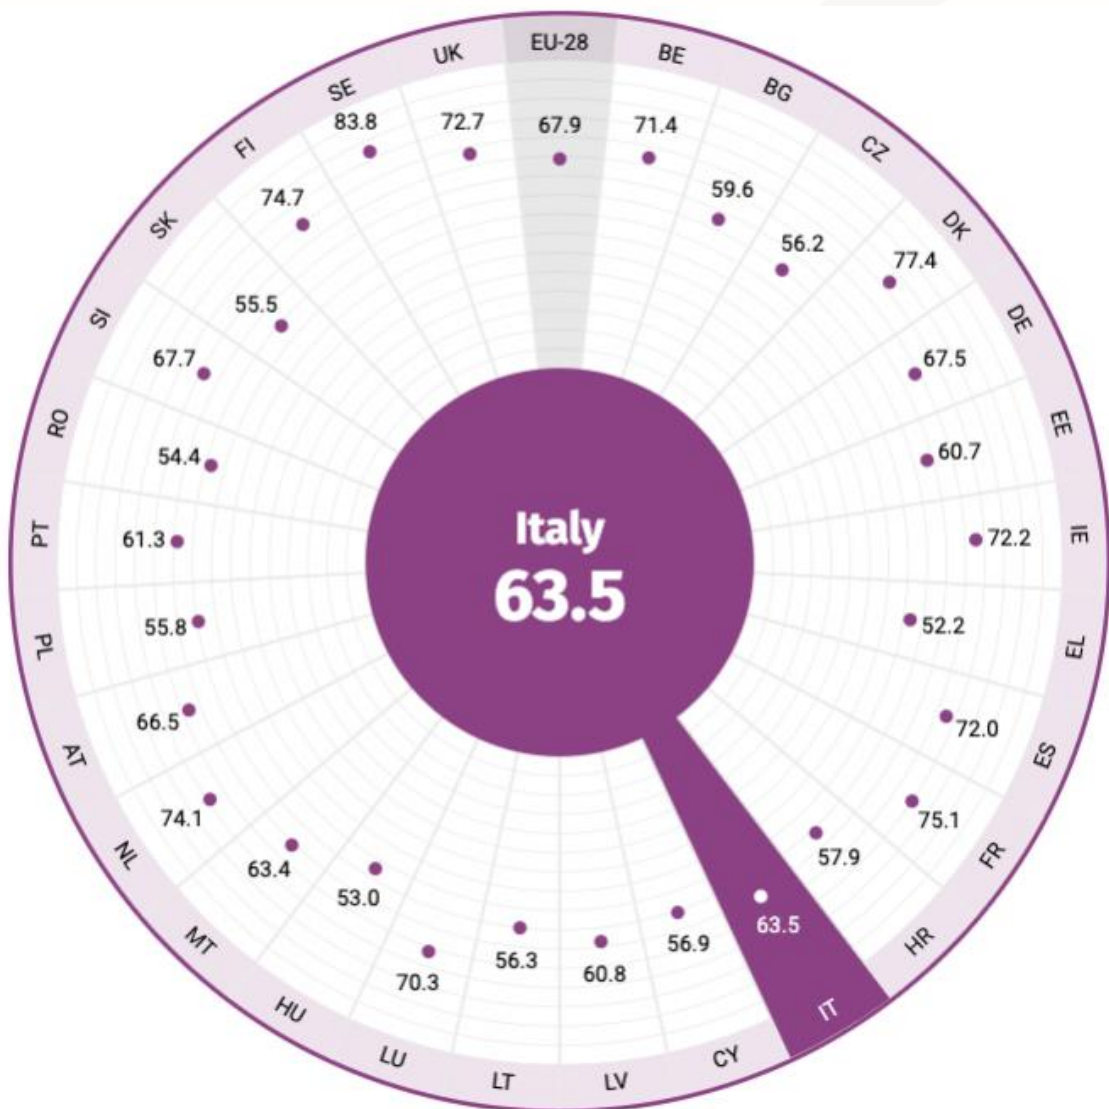 EU-28
67.9
BE
71.4
BG
59.6
CZ
56.2
DK
77.4
DE
67.5
EE
60.7
IE
72.2
EL
52.2
ES
72.0
FR
75.1
HR
57.9
IT
63.5
CY
56.9
LV
60.8
LT
56.3
LU
70.3
HU
53.0
MT
63.4
NL
74.1
AT
66.5
PL
55.8
PT
61.3
RO
54.4
SI
67.7
SK
55.5
FI
74.7
SE
83.8
UK
72.7
Italy
63.5